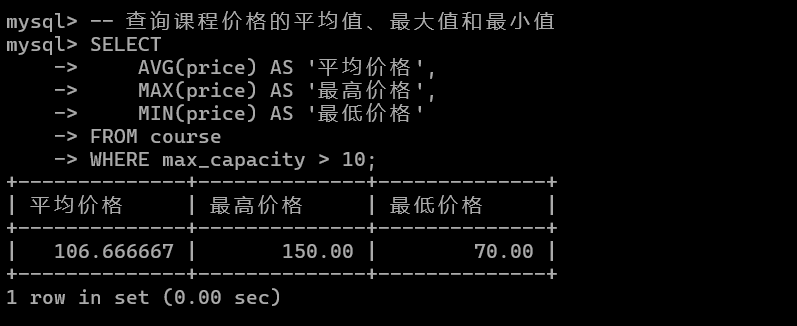 mysql> -- 查询课程价格的平均值、最大值和最小值
mysql> SELECT
    ->     AVG(price) AS '平均价格',
    ->     MAX(price) AS '最高价格',
    ->     MIN(price) AS '最低价格'
    -> FROM course
    -> WHERE max_capacity > 10;
+--------------+--------------+--------------+
| 平均价格     | 最高价格     | 最低价格     |
+--------------+--------------+--------------+
|   106.666667 |       150.00 |        70.00 |
+--------------+--------------+--------------+
1 row in set (0.00 sec)